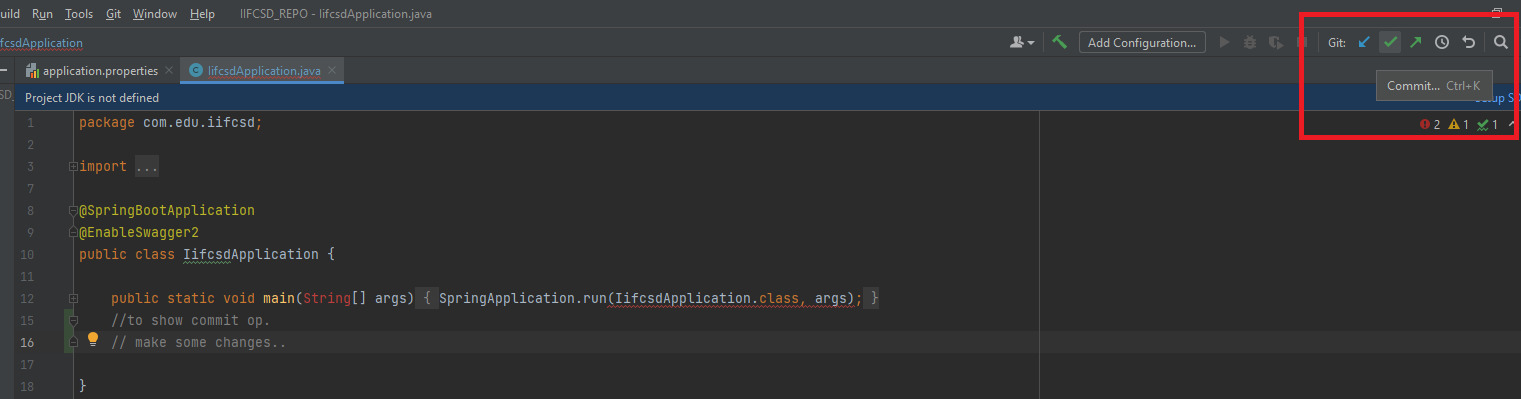 uild Run Tools Git Window Help IIFCSD_REPO - IifcsdApplication.java
fcsdApplication Add Configuration... Git:
application.properties IifcsdApplication.java
Commit... Ctrl+K
SD_ Project JDK is not defined etup SD
1 package com.edu.iifcsd;
2 1 1
2
3 import ...
7
8 @SpringBootApplication
9 @EnableSwagger2
10 public class IifcsdApplication {
11
12 public static void main(String[] args) { SpringApplication.run(IifcsdApplication.class, args); }
15 //to show commit op.
16 // make some changes..
17
18 }